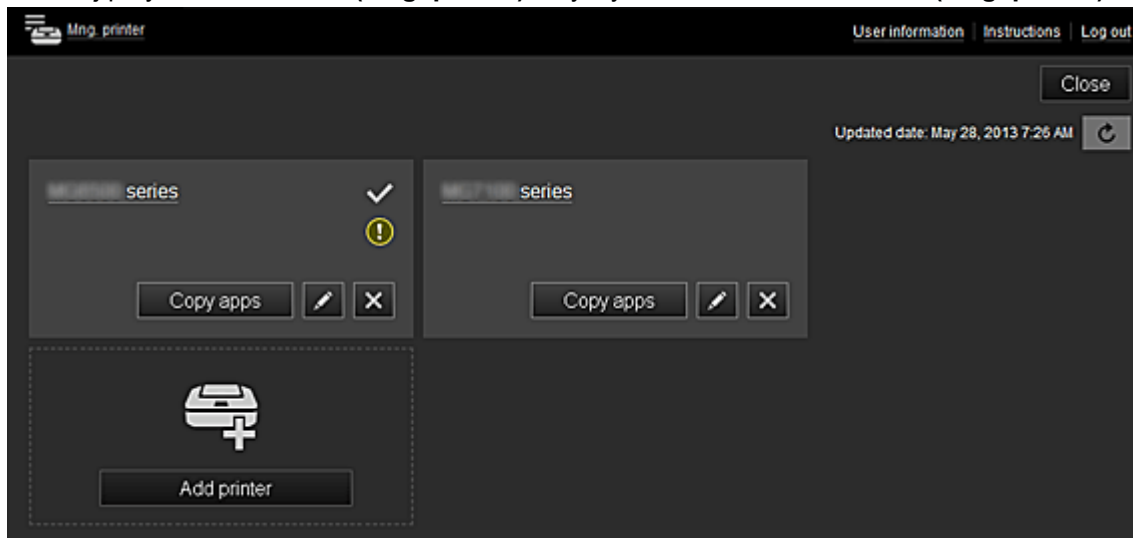 Mng. printer
User information Instructions Log out
Close
Updated date: May 28, 2013 7:26 AM
series
series
Copy apps
Copy apps
Add printer